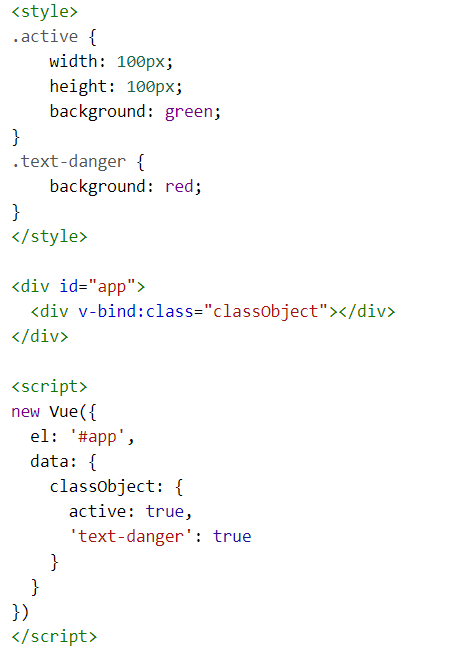 <style>
.active {
    width: 100px;
    height: 100px;
    background: green;
}
.text-danger {
    background: red;
}
</style>

<div id="app">
  <div v-bind:class="classObject"></div>
</div>

<script>
new Vue({
  el: '#app',
  data: {
    classObject: {
      active: true,
      'text-danger': true
    }
  }
})
</script>